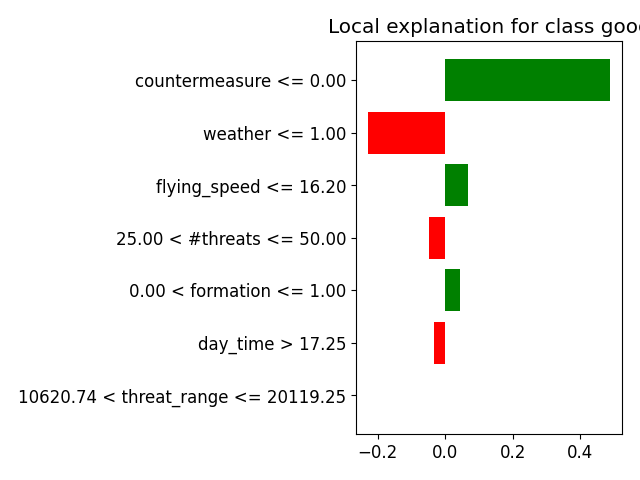 Local explanation for class goo
countermeasure <= 0.00
weather <= 1.00
flying_speed <= 16.20
25.00 < #threats <= 50.00
0.00 < formation <= 1.00
day_time > 17.25
10620.74 < threat_range <= 20119.25
−0.2 0.0 0.2 0.4